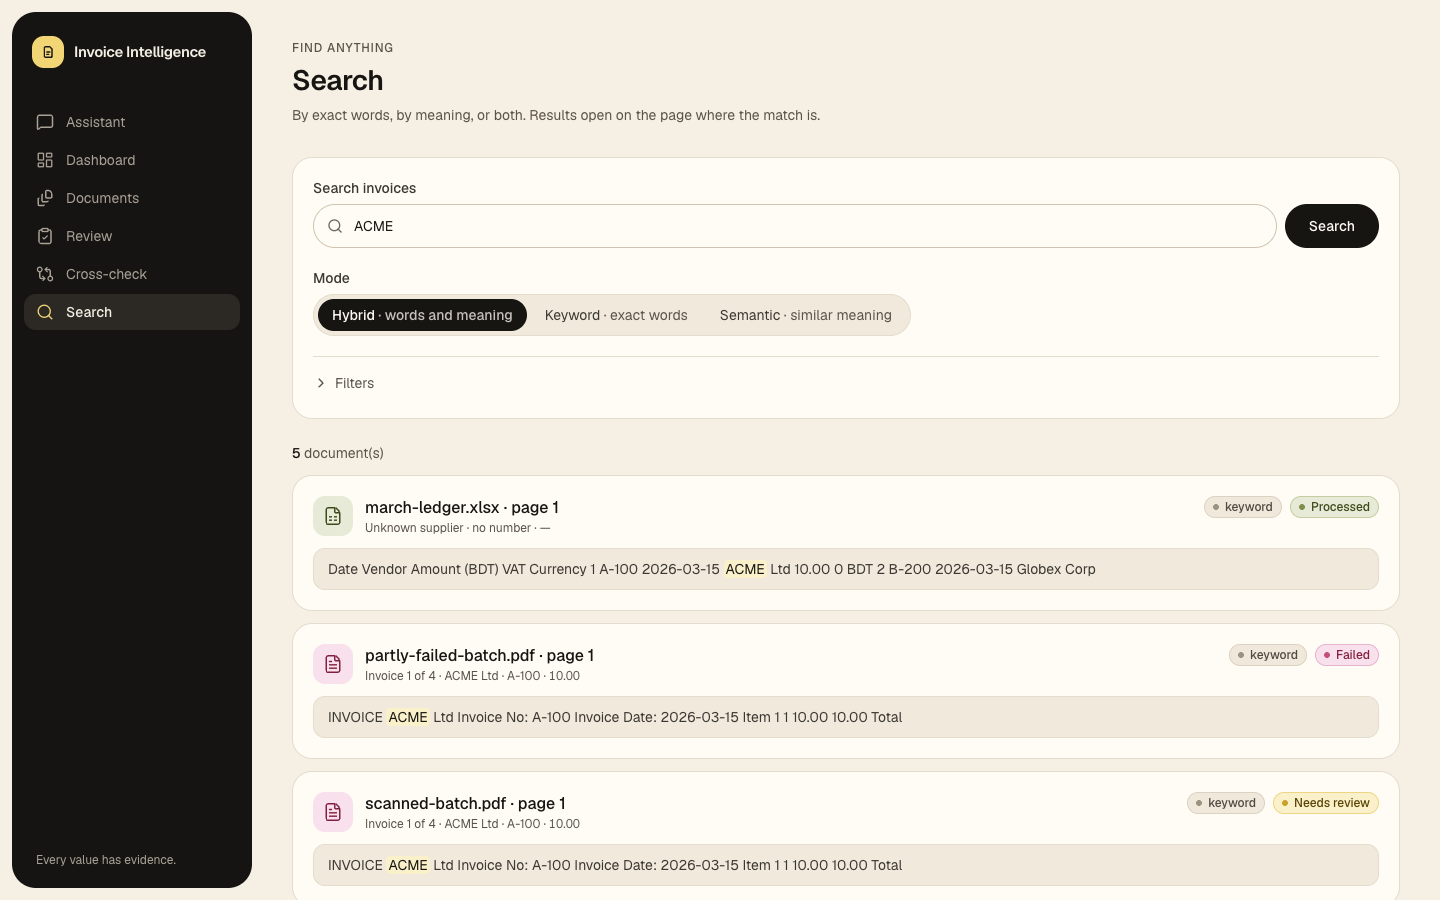 Invoice Intelligence
Assistant
Dashboard
Documents
Review
Cross-check
Search
Every value has evidence.
FIND ANYTHING
Search
By exact words, by meaning, or both. Results open on the page where the match is.
Search invoices
ACME
Search
Mode
Hybrid · words and meaning
Keyword · exact words
Semantic · similar meaning
Filters
5 document(s)
march-ledger.xlsx · page 1
keyword
Processed
Unknown supplier · no number · —
Date Vendor Amount (BDT) VAT Currency 1 A-100 2026-03-15 ACME Ltd 10.00 0 BDT 2 B-200 2026-03-15 Globex Corp
partly-failed-batch.pdf · page 1
keyword
Failed
Invoice 1 of 4 · ACME Ltd · A-100 · 10.00
INVOICE ACME Ltd Invoice No: A-100 Invoice Date: 2026-03-15 Item 1 1 10.00 10.00 Total
scanned-batch.pdf · page 1
keyword
Needs review
Invoice 1 of 4 · ACME Ltd · A-100 · 10.00
INVOICE ACME Ltd Invoice No: A-100 Invoice Date: 2026-03-15 Item 1 1 10.00 10.00 Total